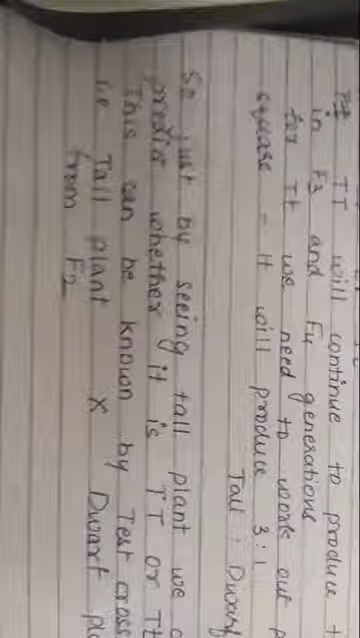 TT will continue to produce
in F3 and F4 generations
for Tt we need to work out
square - it will produce 3:1
Tall : Dwarf
So just by seeing tall plant we
predict whether it is TT or Tt
This can be known by Test cross
i.e. Tall plant X Dwarf
from F2